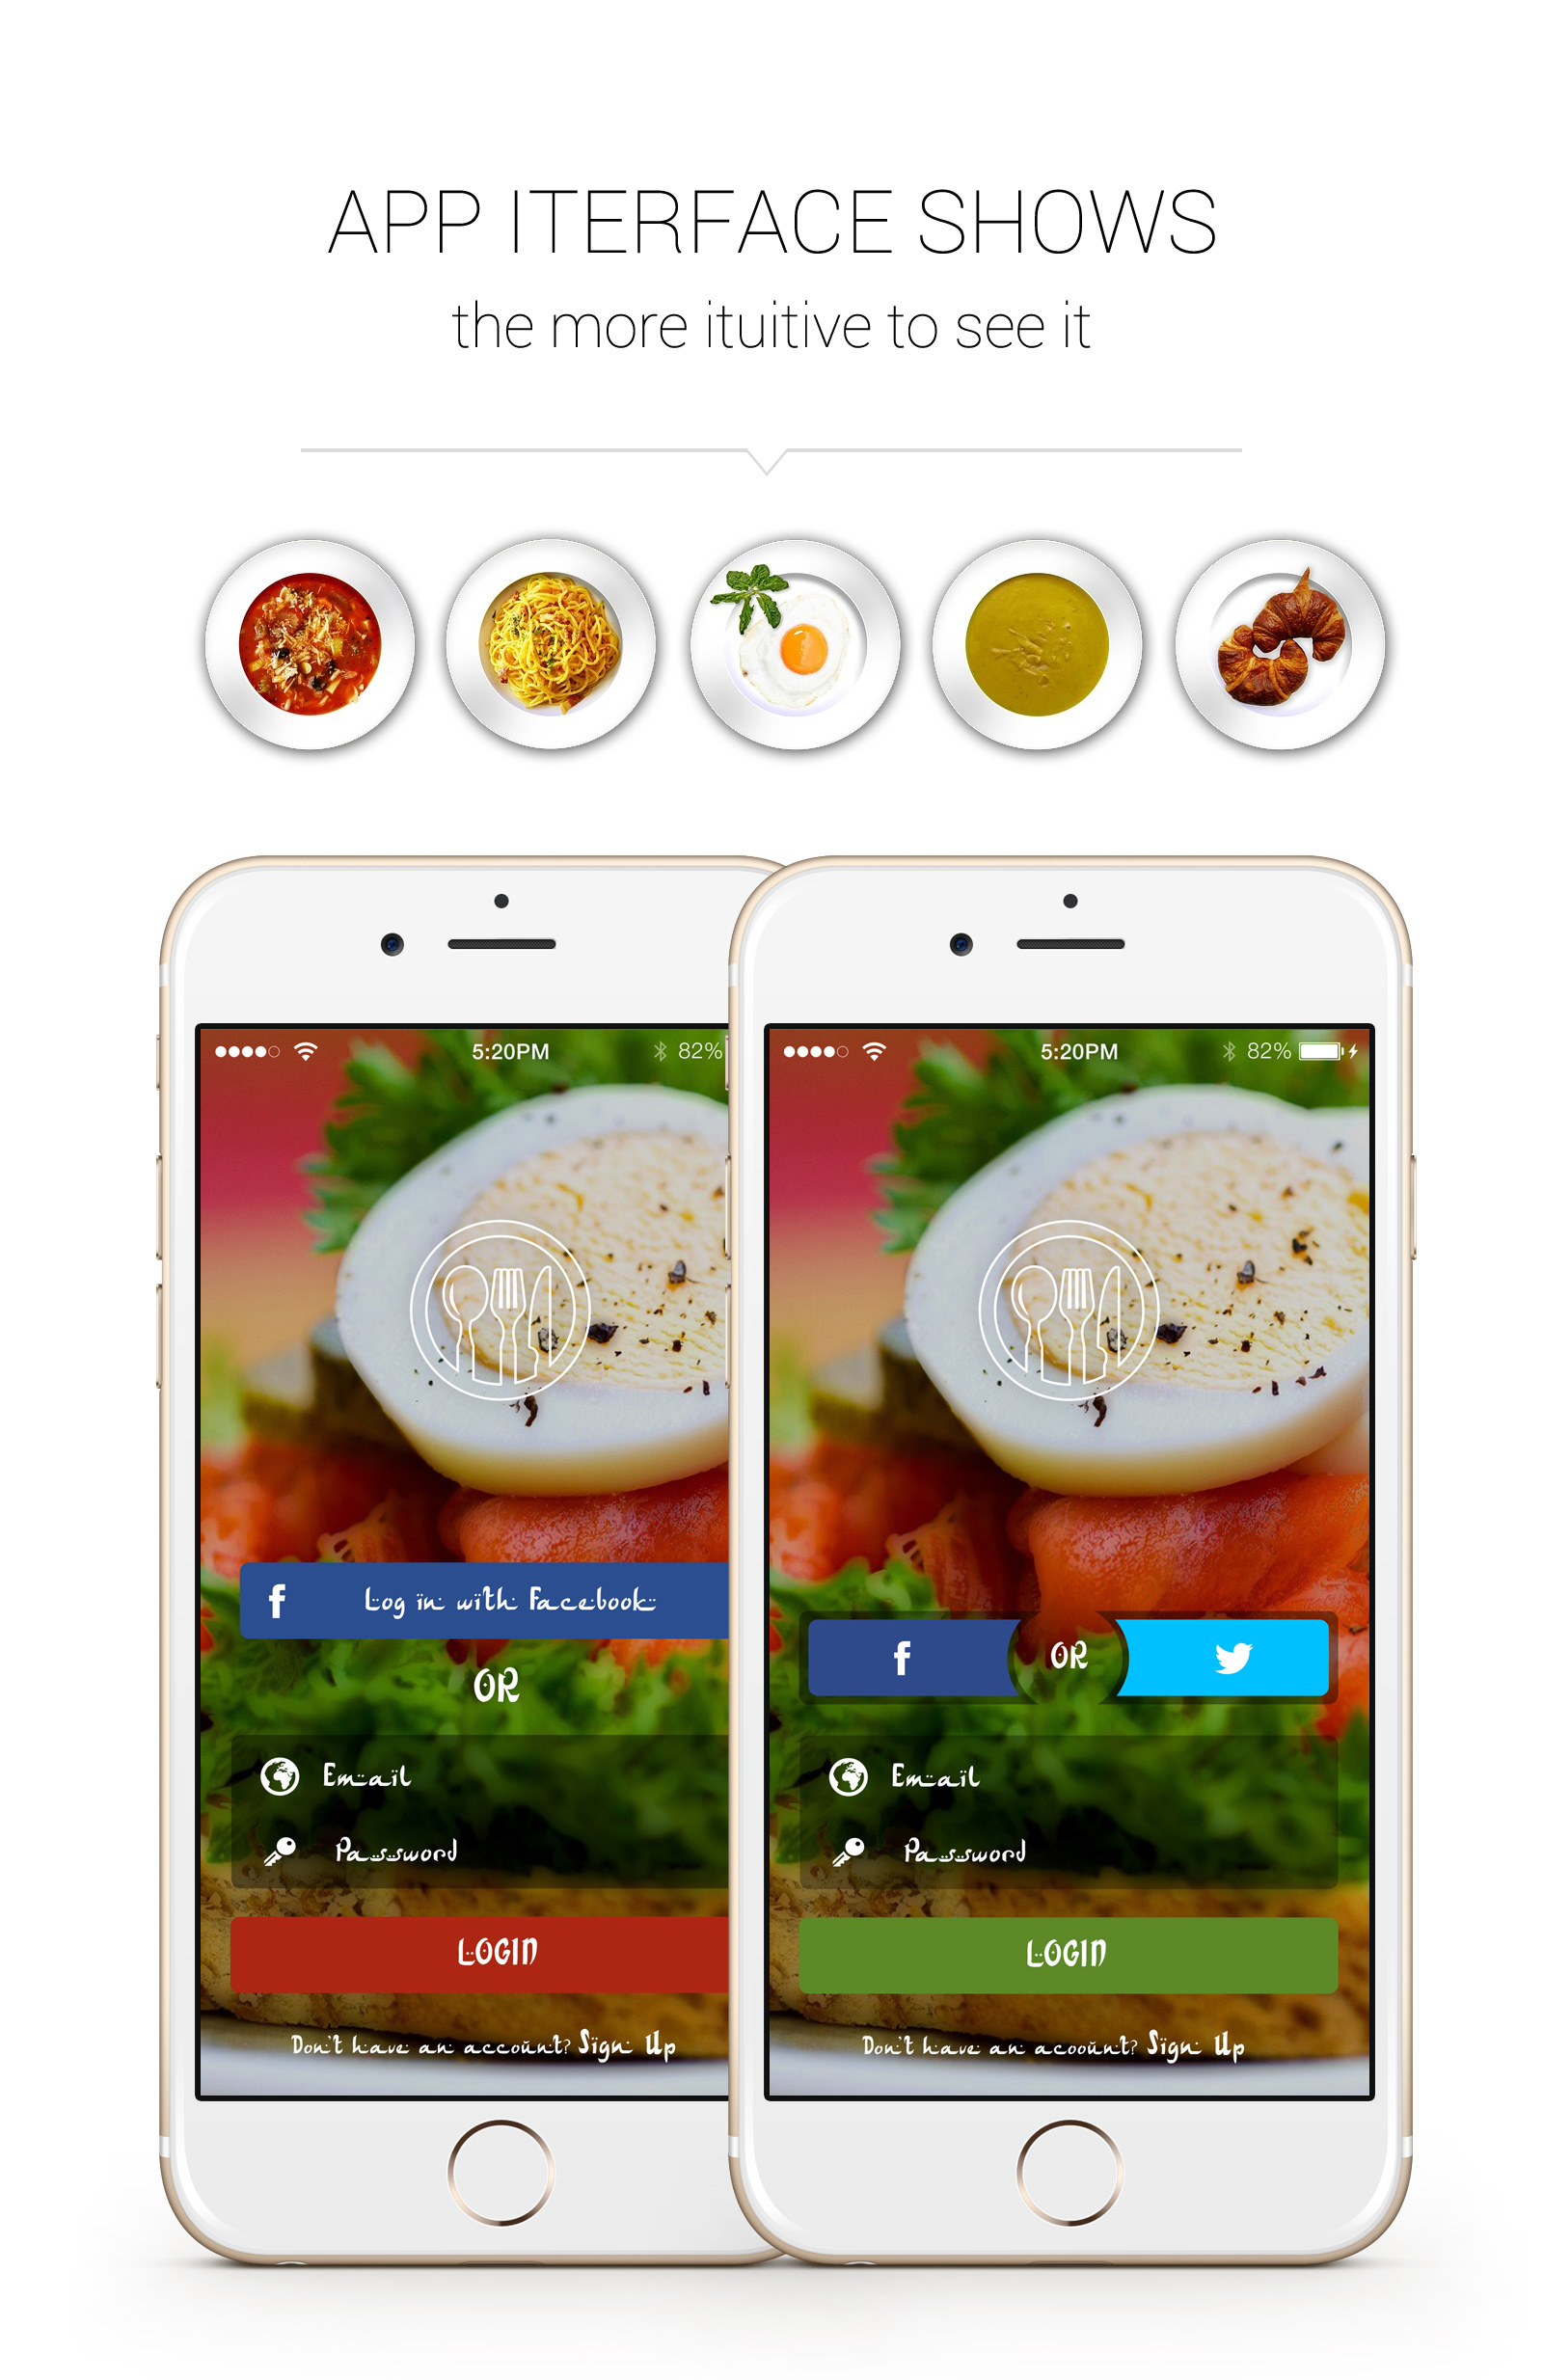 APP ITERFACE SHOWS
the more ituitive to see it
5:20PM
82%
Log in with Facebook
OR
Email
Password
LOGIN
Don't have an account? Sign Up
5:20PM
82%
OR
Email
Password
LOGIN
Don't have an acoount? Sign Up